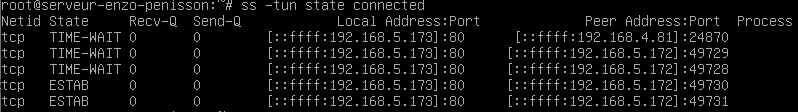 root@serveur-enzo-penisson:~# ss -tun state connected
Netid State Recv-Q Send-Q Local Address:Port Peer Address:Port Process
tcp TIME-WAIT 0 0 [::ffff:192.168.5.173]:80 [::ffff:192.168.4.81]:24870
tcp TIME-WAIT 0 0 [::ffff:192.168.5.173]:80 [::ffff:192.168.5.172]:49729
tcp TIME-WAIT 0 0 [::ffff:192.168.5.173]:80 [::ffff:192.168.5.172]:49728
tcp ESTAB 0 0 [::ffff:192.168.5.173]:80 [::ffff:192.168.5.172]:49730
tcp ESTAB 0 0 [::ffff:192.168.5.173]:80 [::ffff:192.168.5.172]:49731